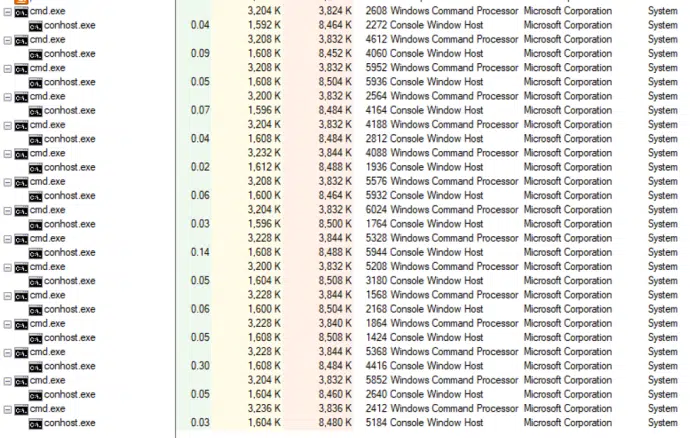 cmd.exe 3,204 K 3,824 K 2608 Windows Command Processor Microsoft Corporation System
conhost.exe 0.04 1,592 K 8,464 K 2272 Console Window Host Microsoft Corporation System
cmd.exe 3,208 K 3,832 K 4612 Windows Command Processor Microsoft Corporation System
conhost.exe 0.09 1,608 K 8,452 K 4060 Console Window Host Microsoft Corporation System
cmd.exe 3,208 K 3,832 K 5952 Windows Command Processor Microsoft Corporation System
conhost.exe 0.05 1,608 K 8,504 K 5936 Console Window Host Microsoft Corporation System
cmd.exe 3,200 K 3,832 K 2564 Windows Command Processor Microsoft Corporation System
conhost.exe 0.07 1,596 K 8,484 K 4164 Console Window Host Microsoft Corporation System
cmd.exe 3,204 K 3,832 K 4188 Windows Command Processor Microsoft Corporation System
conhost.exe 0.04 1,608 K 8,484 K 2812 Console Window Host Microsoft Corporation System
cmd.exe 3,232 K 3,844 K 4088 Windows Command Processor Microsoft Corporation System
conhost.exe 0.02 1,612 K 8,488 K 1936 Console Window Host Microsoft Corporation System
cmd.exe 3,208 K 3,832 K 5576 Windows Command Processor Microsoft Corporation System
conhost.exe 0.06 1,600 K 8,464 K 5932 Console Window Host Microsoft Corporation System
cmd.exe 3,204 K 3,832 K 6024 Windows Command Processor Microsoft Corporation System
conhost.exe 0.03 1,596 K 8,500 K 1764 Console Window Host Microsoft Corporation System
cmd.exe 3,228 K 3,844 K 5328 Windows Command Processor Microsoft Corporation System
conhost.exe 0.14 1,608 K 8,488 K 5944 Console Window Host Microsoft Corporation System
cmd.exe 3,200 K 3,832 K 5208 Windows Command Processor Microsoft Corporation System
conhost.exe 0.05 1,604 K 8,508 K 3180 Console Window Host Microsoft Corporation System
cmd.exe 3,228 K 3,844 K 1568 Windows Command Processor Microsoft Corporation System
conhost.exe 0.06 1,600 K 8,504 K 2168 Console Window Host Microsoft Corporation System
cmd.exe 3,228 K 3,840 K 1864 Windows Command Processor Microsoft Corporation System
conhost.exe 0.05 1,608 K 8,508 K 1424 Console Window Host Microsoft Corporation System
cmd.exe 3,228 K 3,844 K 5368 Windows Command Processor Microsoft Corporation System
conhost.exe 0.30 1,608 K 8,484 K 4416 Console Window Host Microsoft Corporation System
cmd.exe 3,204 K 3,832 K 5852 Windows Command Processor Microsoft Corporation System
conhost.exe 0.05 1,604 K 8,460 K 2640 Console Window Host Microsoft Corporation System
cmd.exe 3,236 K 3,836 K 2412 Windows Command Processor Microsoft Corporation System
conhost.exe 0.03 1,604 K 8,480 K 5184 Console Window Host Microsoft Corporation System